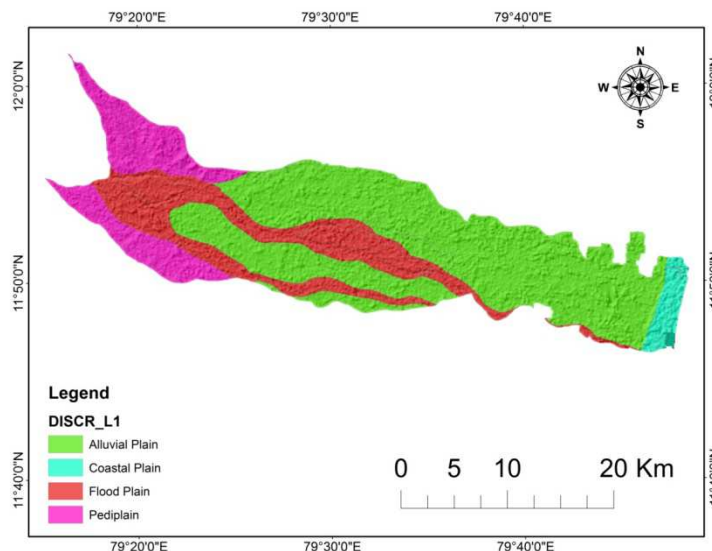 79°20'0"E 79°30'0"E 79°40'0"E
12°0'0"N
11°50'0"N
11°40'0"N
N
W E
S
Legend
DISCR_L1
Alluvial Plain
Coastal Plain
Flood Plain
Pediplain
0 5 10 20 Km
79°20'0"E 79°30'0"E 79°40'0"E